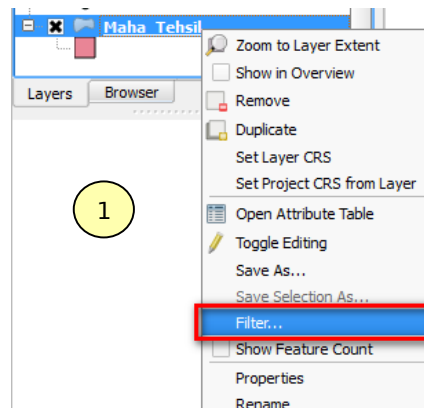 Maha_Tehsil
Layers Browser
1
Zoom to Layer Extent
Show in Overview
Remove
Duplicate
Set Layer CRS
Set Project CRS from Layer
Open Attribute Table
Toggle Editing
Save As...
Save Selection As...
Filter...
Show Feature Count
Properties
Rename